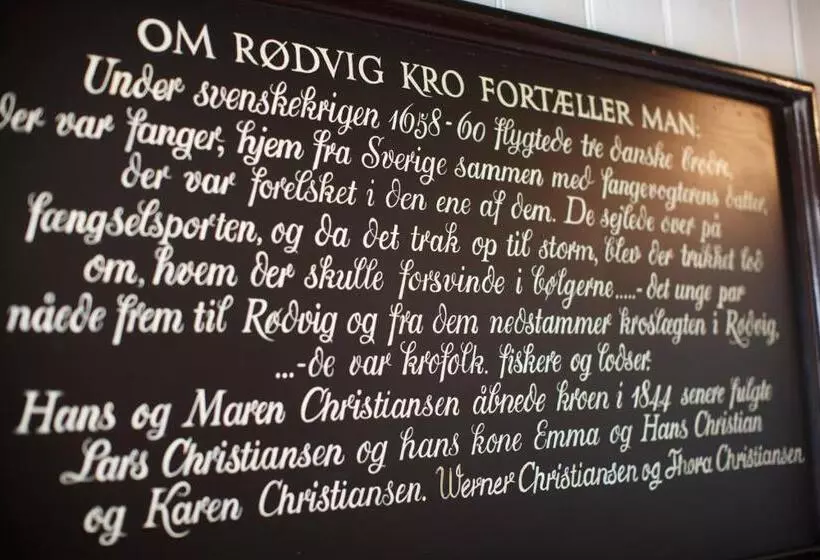 OM RØDVIG KRO FORTÆLLER MAN:
Under svenskekrigen 1658-60 flygtede tre danske brødre,
der var fanger, hjem fra Sverige sammen med fangevogterens datter,
der var forelsket i den ene af dem. De sejlede over på
fængselsporten, og da det trak op til storm, blev der trukket lod
om, hvem der skulle forsvinde i bølgerne.....- det unge par
nåede frem til Rødvig og fra dem nedstammer kroslægten i Rødvig,
...-de var krofolk. fiskere og lodser.
Hans og Maren Christiansen åbnede kroen i 1844 senere fulgte
Lars Christiansen og hans kone Emma og Hans Christian
og Karen Christiansen. Werner Christiansen og Thora Christiansen